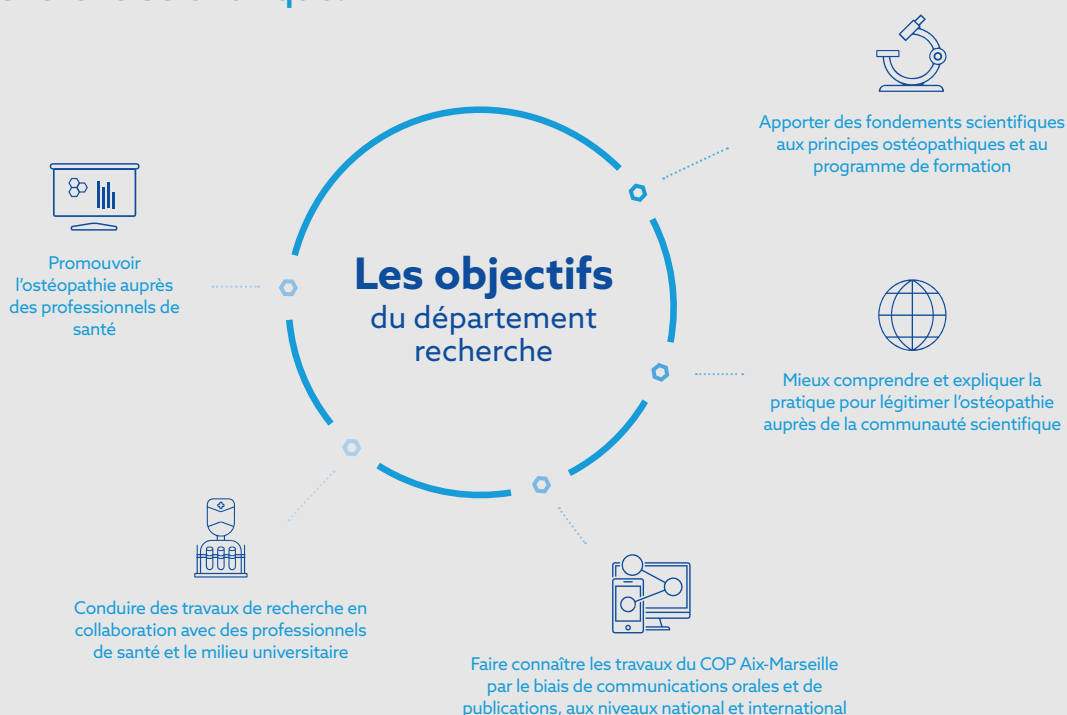 Apporter des fondements scientifiques
aux principes ostéopathiques et au
programme de formation
Promouvoir
l'ostéopathie auprès
des professionnels de
santé
Les objectifs
du département
recherche
Mieux comprendre et expliquer la
pratique pour légitimer l'ostéopathie
auprès de la communauté scientifique
Conduire des travaux de recherche en
collaboration avec des professionnels
de santé et le milieu universitaire
Faire connaître les travaux du COP Aix-Marseille
par le biais de communications orales et de
publications, aux niveaux national et international